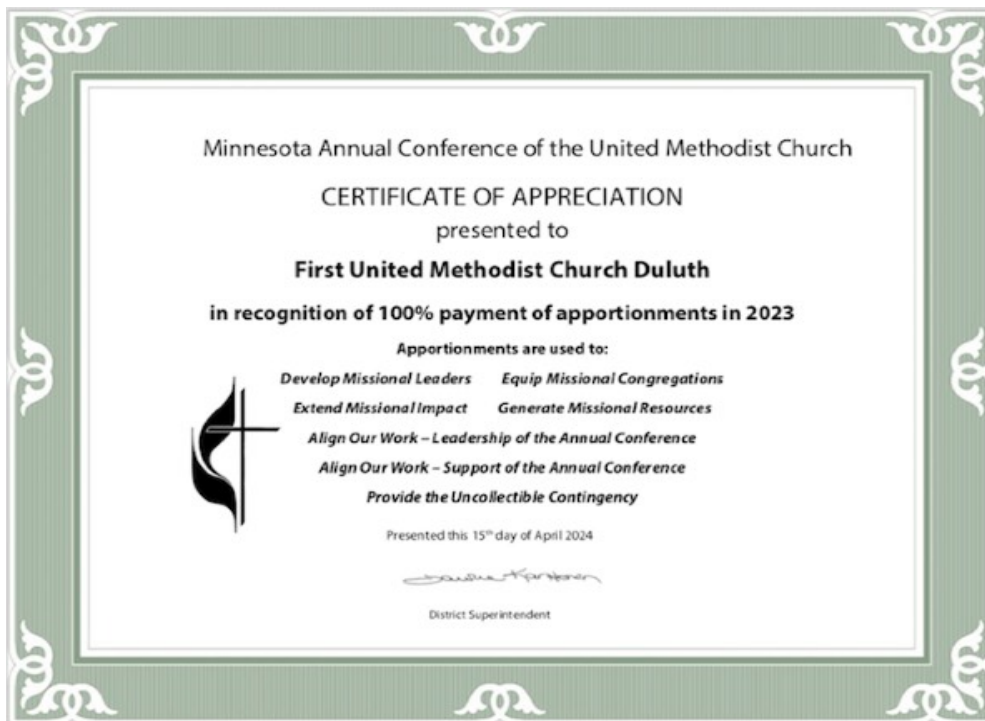 Minnesota Annual Conference of the United Methodist Church
CERTIFICATE OF APPRECIATION
presented to
First United Methodist Church Duluth
in recognition of 100% payment of apportionments in 2023
Apportionments are used to:
Develop Missional Leaders Equip Missional Congregations
Extend Missional Impact Generate Missional Resources
Align Our Work – Leadership of the Annual Conference
Align Our Work – Support of the Annual Conference
Provide the Uncollectible Contingency
Presented this 15th day of April 2024
District Superintendent